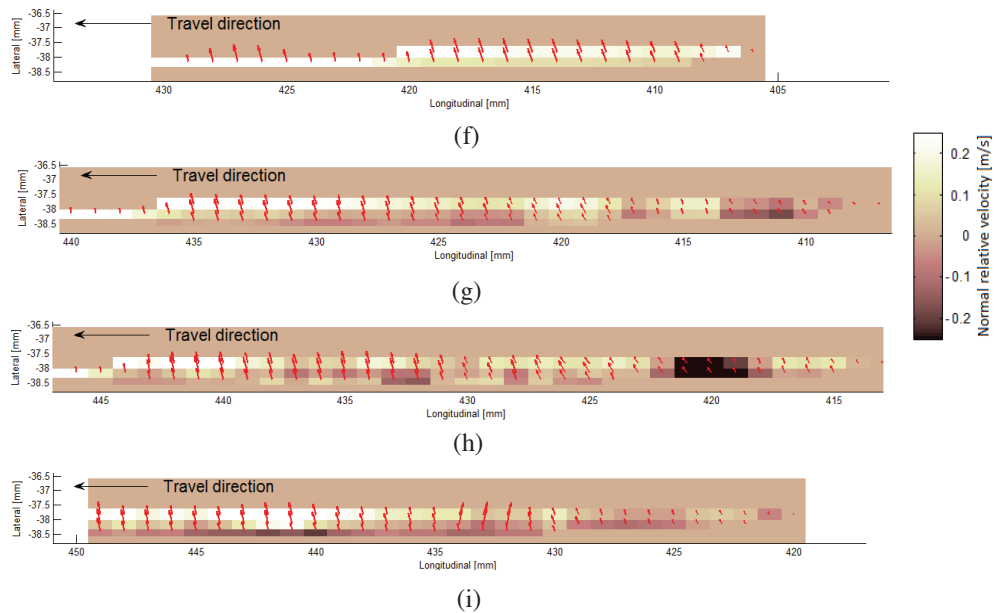 -36.5
-37
-37.5
-38
-38.5
Lateral [mm]
Travel direction
430 425 420 415 410 405
Longitudinal [mm]
(f)
-36.5
-37
-37.5
-38
-38.5
Lateral [mm]
Travel direction
440 435 430 425 420 415 410
Longitudinal [mm]
(g)
0.2
0.1
0
-0.1
-0.2
Normal relative velocity [m/s]
-36.5
-37
-37.5
-38
-38.5
Lateral [mm]
Travel direction
445 440 435 430 425 420 415
Longitudinal [mm]
(h)
-36.5
-37
-37.5
-38
-38.5
Lateral [mm]
Travel direction
450 445 440 435 430 425 420
Longitudinal [mm]
(i)